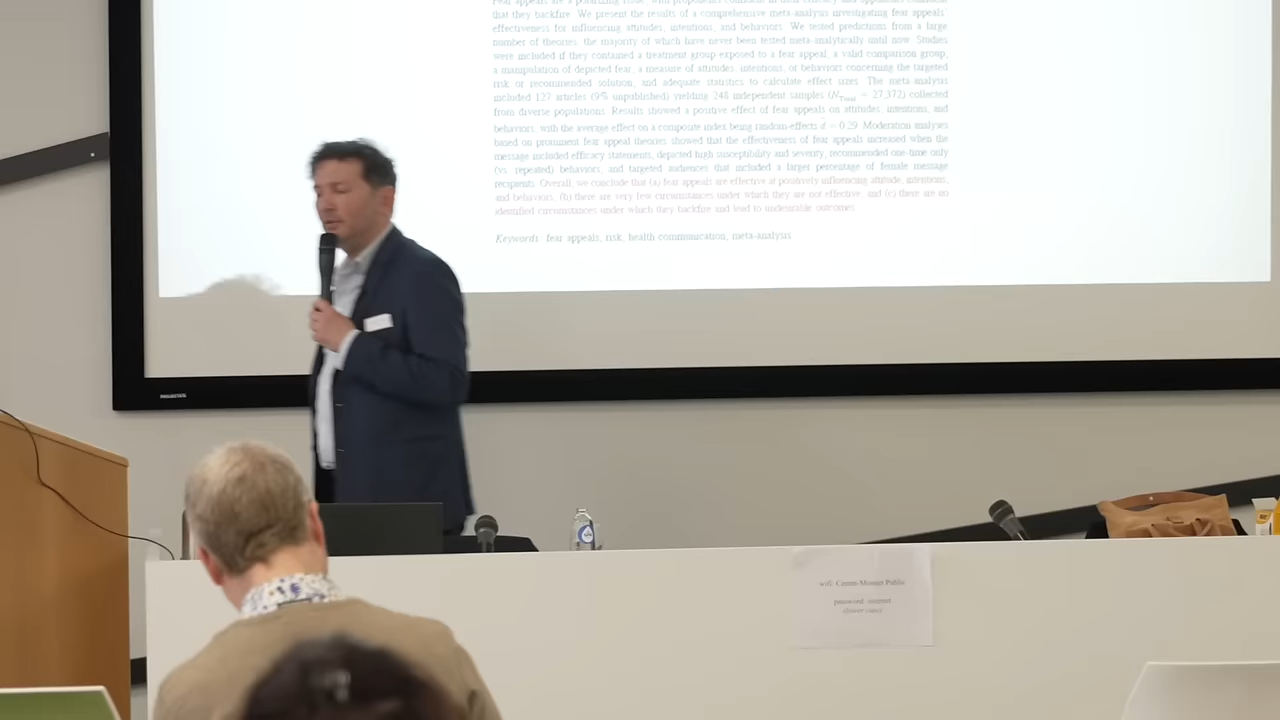 Fear appeals are a polarizing issue, with proponents confident in their efficacy and opponents confident
that they backfire. We present the results of a comprehensive meta-analysis investigating fear appeals'
effectiveness for influencing attitudes, intentions, and behaviors. We tested predictions from a large
number of theories, the majority of which have never been tested meta-analytically until now. Studies
were included if they contained a treatment group exposed to a fear appeal, a valid comparison group,
a manipulation of depicted fear, a measure of attitudes, intentions, or behaviors concerning the targeted
risk or recommended solution, and adequate statistics to calculate effect sizes. The meta-analysis
included 127 articles (9% unpublished) yielding 248 independent samples (NTotal = 27,372) collected
from diverse populations. Results showed a positive effect of fear appeals on attitudes, intentions, and
behaviors, with the average effect on a composite index being random-effects d̄ = 0.29. Moderation analyses
based on prominent fear appeal theories showed that the effectiveness of fear appeals increased when the
message included efficacy statements, depicted high susceptibility and severity, recommended one-time only
(vs. repeated) behaviors, and targeted audiences that included a larger percentage of female message
recipients. Overall, we conclude that (a) fear appeals are effective at positively influencing attitude, intentions,
and behaviors; (b) there are very few circumstances under which they are not effective; and (c) there are no
identified circumstances under which they backfire and lead to undesirable outcomes.
Keywords: fear appeals, risk, health communication, meta-analysis
wifi: Centre-Monnet Public
password: internet